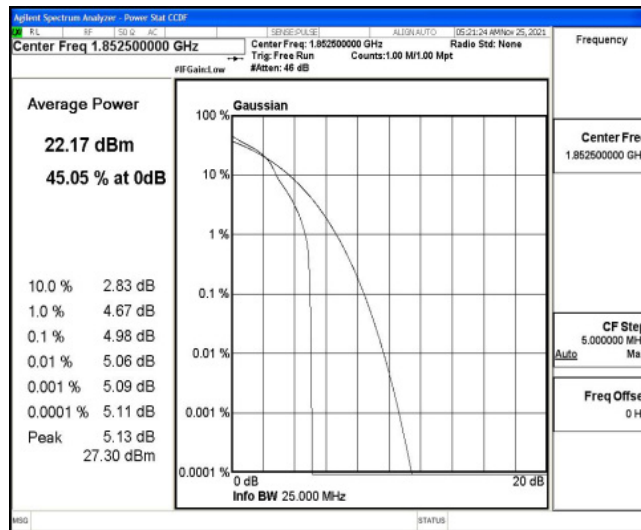 Agilent Spectrum Analyzer - Power Stat CCDF
RL RF 50 Ω AC SENSE:PULSE ALIGN AUTO 05:21:24 AM Nov 25, 2021
Center Freq 1.852500000 GHz
Center Freq: 1.852500000 GHz Radio Std: None
Trig: Free Run Counts:1.00 M/1.00 Mpt
#IFGain:Low #Atten: 46 dB
Frequency
Average Power
22.17 dBm
45.05 % at 0dB
10.0 % 2.83 dB
1.0 % 4.67 dB
0.1 % 4.98 dB
0.01 % 5.06 dB
0.001 % 5.09 dB
0.0001 % 5.11 dB
Peak 5.13 dB
27.30 dBm
Gaussian
100 %
10 %
1 %
0.1 %
0.01 %
0.001 %
0.0001 %
0 dB 20 dB
Info BW 25.000 MHz
Center Fre
1.852500000 GH
CF Step
5.000000 MH
Auto Ma
Freq Offse
0 H
MSG STATUS